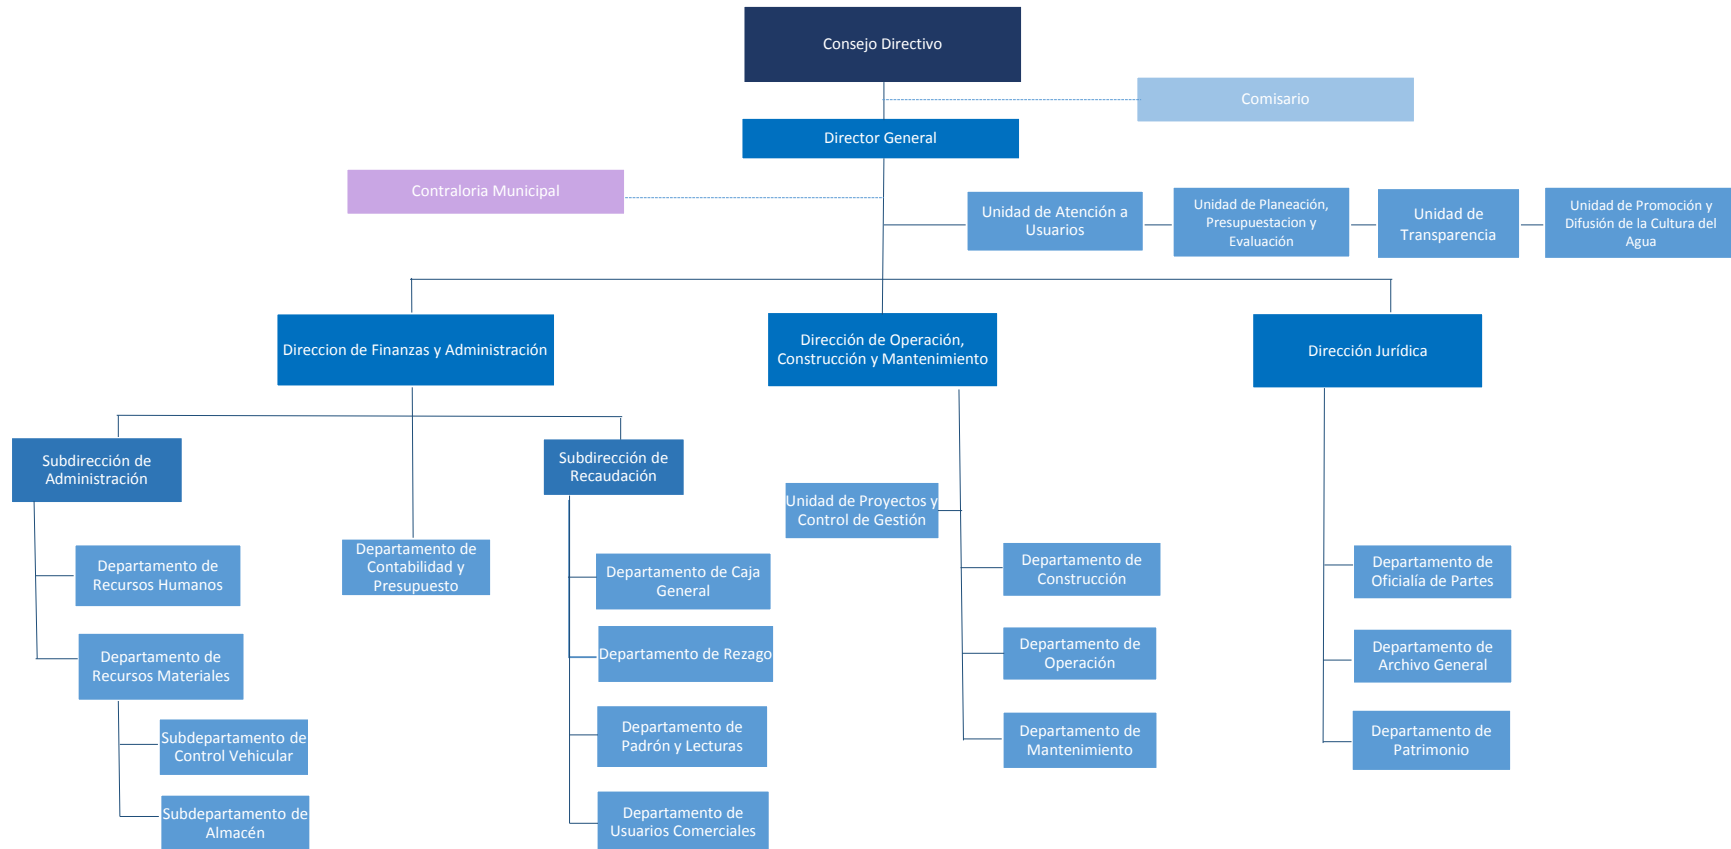 Consejo Directivo
Comisario
Director General
Contraloria Municipal
Unidad de Atención a
Usuarios
Unidad de Planeación,
Presupuestacion y
Evaluación
Unidad de
Transparencia
Unidad de Promoción y
Difusión de la Cultura del
Agua
Direccion de Finanzas y Administración
Dirección de Operación,
Construcción y Mantenimiento
Dirección Jurídica
Subdirección de
Administración
Subdirección de
Recaudación
Unidad de Proyectos y
Control de Gestión
Departamento de
Recursos Humanos
Departamento de
Contabilidad y
Presupuesto
Departamento de Caja
General
Departamento de
Construcción
Departamento de
Oficialía de Partes
Departamento de
Recursos Materiales
Departamento de Rezago
Departamento de
Operación
Departamento de
Archivo General
Subdepartamento de
Control Vehicular
Departamento de
Padrón y Lecturas
Departamento de
Mantenimiento
Departamento de
Patrimonio
Subdepartamento de
Almacén
Departamento de
Usuarios Comerciales